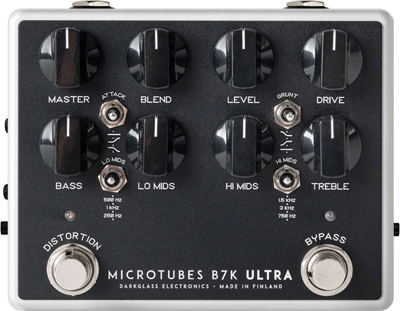 MASTER
ATTACK
BLEND
LEVEL
GRUNT
DRIVE
BASS
LO MIDS
LO MIDS
HI MIDS
HI MIDS
TREBLE
500 Hz
1 kHz
250 Hz
1.5 kHz
3 kHz
750 Hz
DISTORTION
BYPASS
MICROTUBES B7K ULTRA
DARKGLASS ELECTRONICS • MADE IN FINLAND